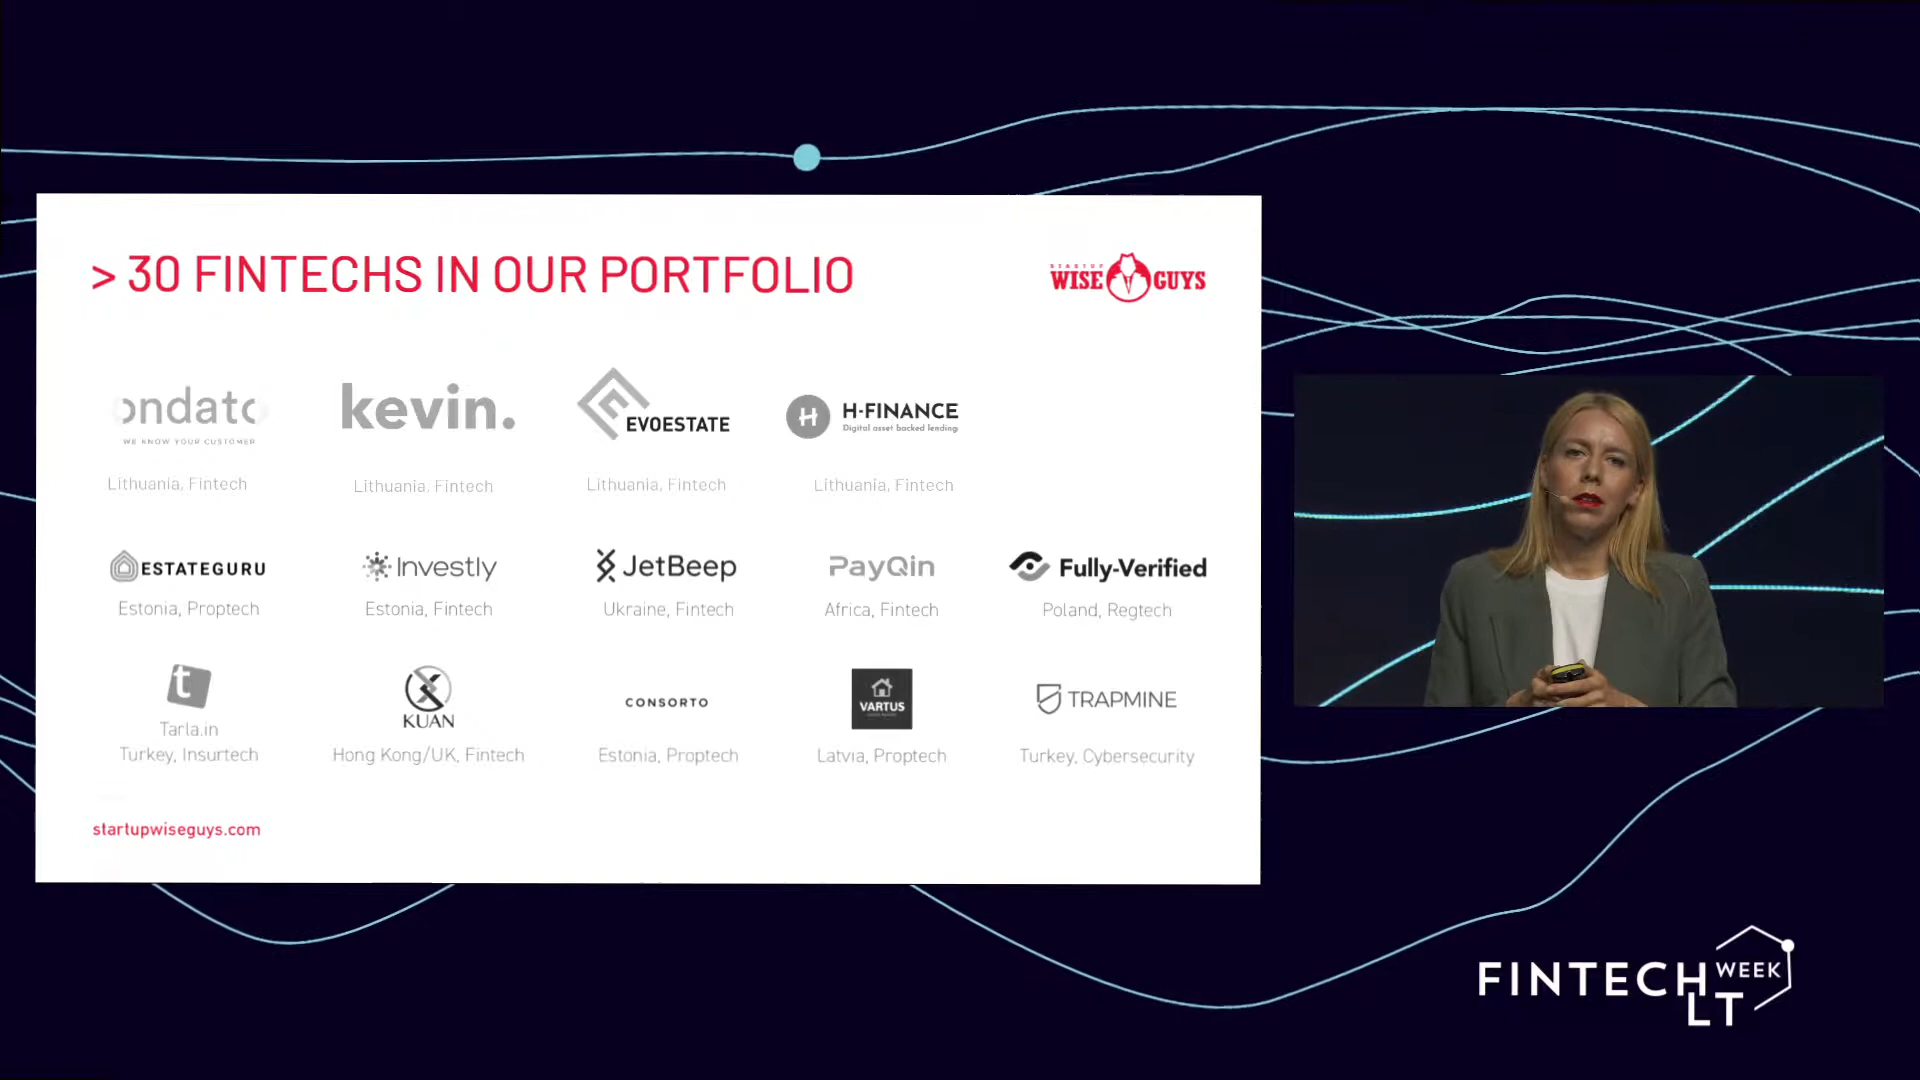 > 30 FINTECHS IN OUR PORTFOLIO
STARTUP
WISE GUYS
ondato
WE KNOW YOUR CUSTOMER
Lithuania, Fintech
kevin.
Lithuania, Fintech
EVOESTATE
Lithuania, Fintech
H-FINANCE
Digital asset backed lending
Lithuania, Fintech
ESTATEGURU
Estonia, Proptech
Investly
Estonia, Fintech
JetBeep
Ukraine, Fintech
PayQin
Africa, Fintech
Fully-Verified
Poland, Regtech
t
Tarla.in
Turkey, Insurtech
KUAN
Hong Kong/UK, Fintech
CONSORTO
Estonia, Proptech
VARTUS
Latvia, Proptech
TRAPMINE
Turkey, Cybersecurity
startupwiseguys.com
FINTECH WEEK
LT